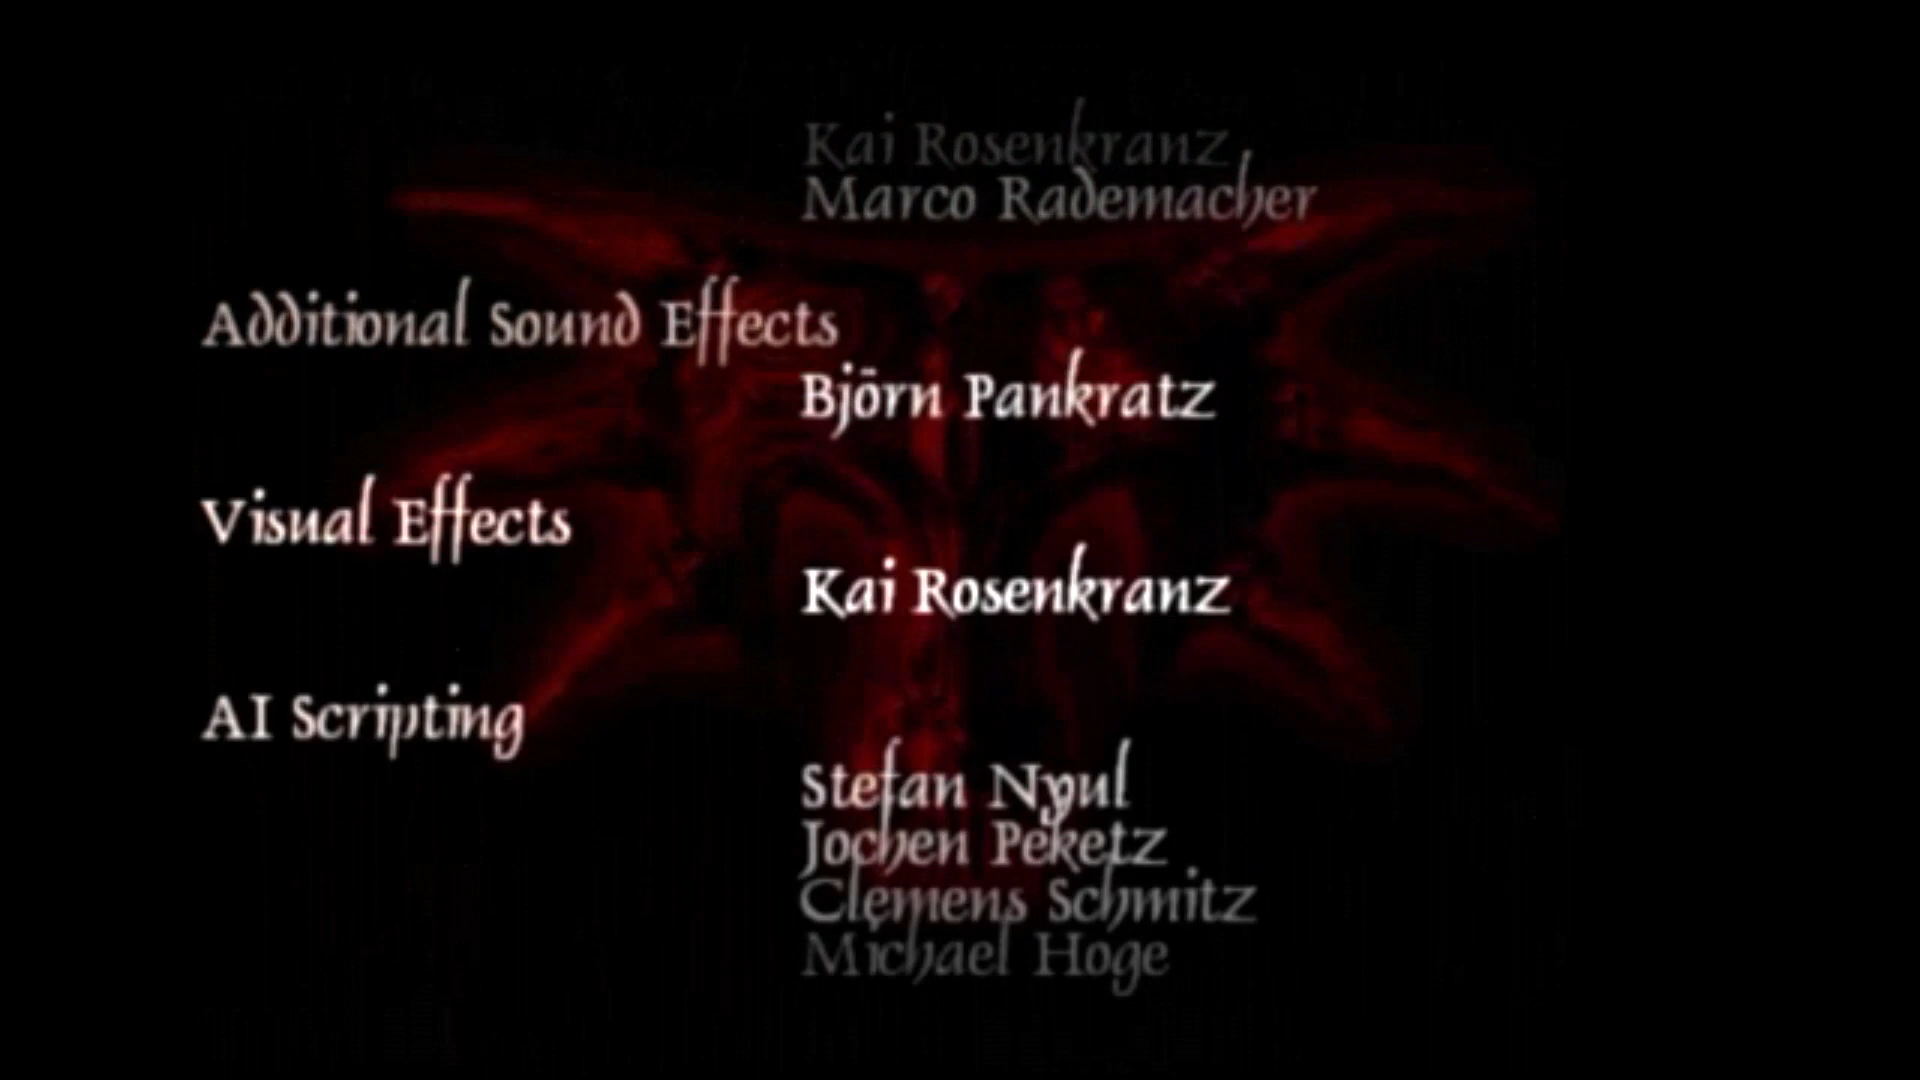 Kai Rosenkranz
Marco Rademacher
Additional Sound Effects
Björn Pankratz
Visual Effects
Kai Rosenkranz
AI Scripting
Stefan Nyul
Jochen Peketz
Clemens Schmitz
Michael Hoge